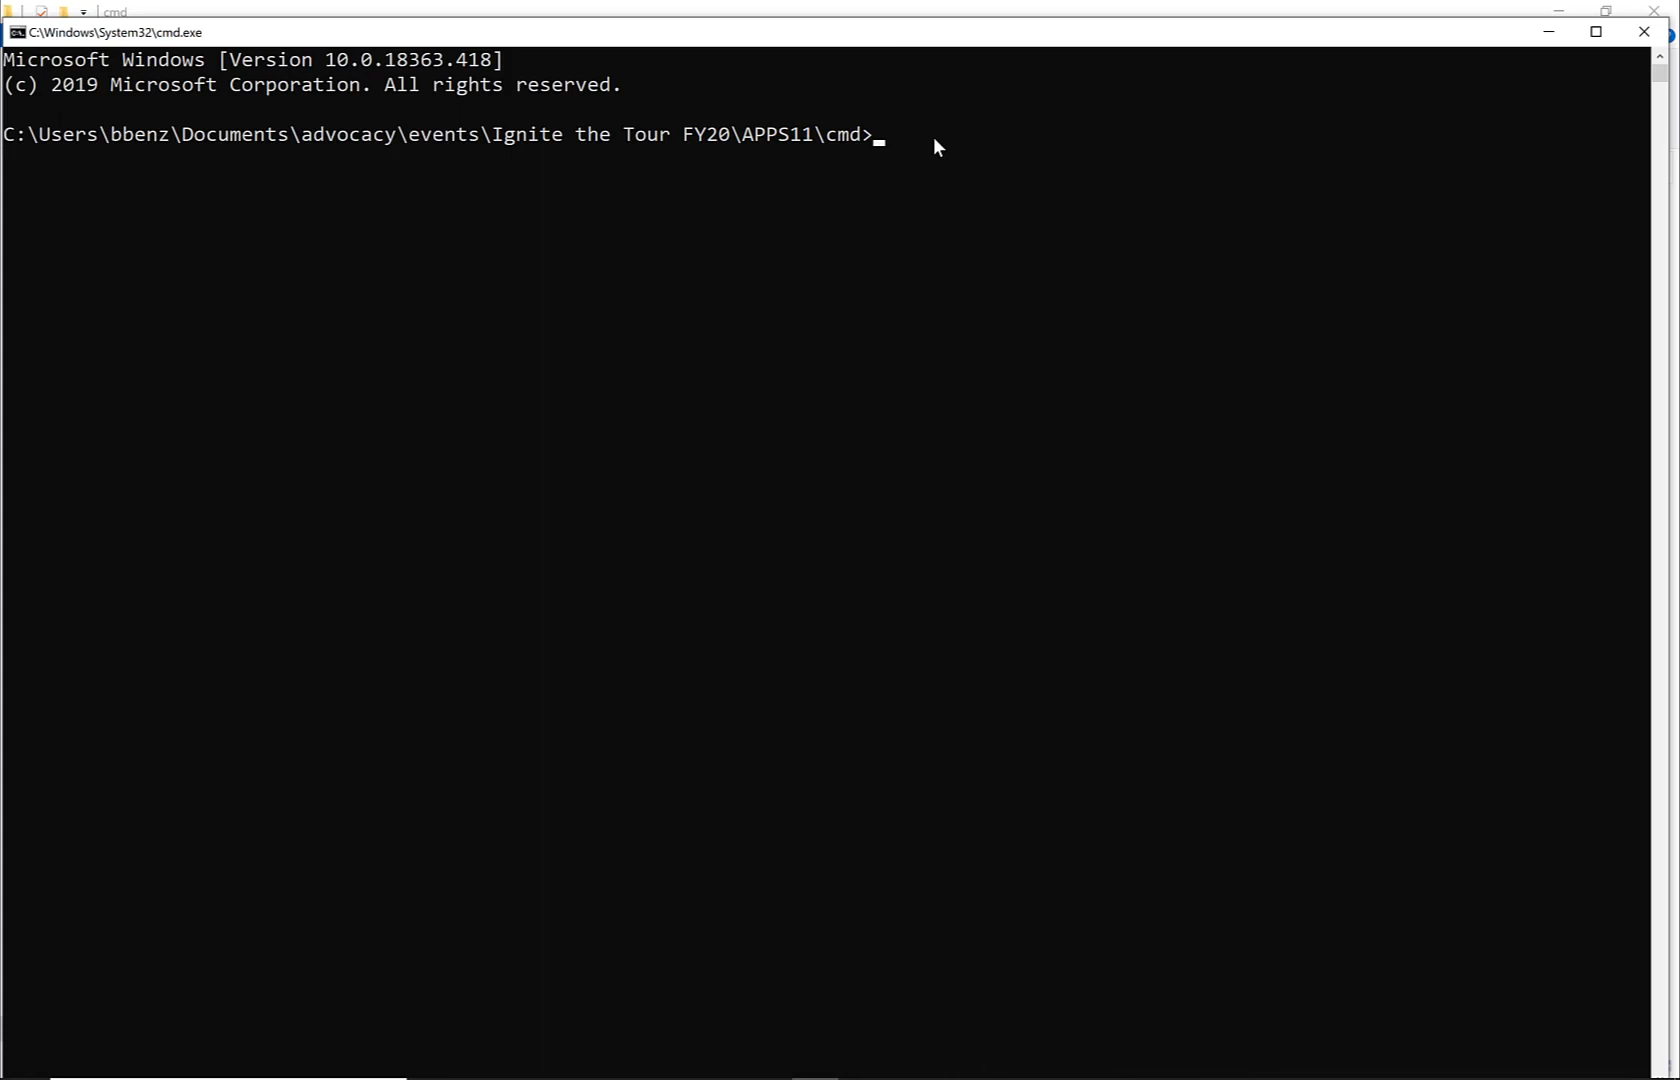 cmd
C:\Windows\System32\cmd.exe
Microsoft Windows [Version 10.0.18363.418]
(c) 2019 Microsoft Corporation. All rights reserved.
C:\Users\bbenz\Documents\advocacy\events\Ignite the Tour FY20\APPS11\cmd>